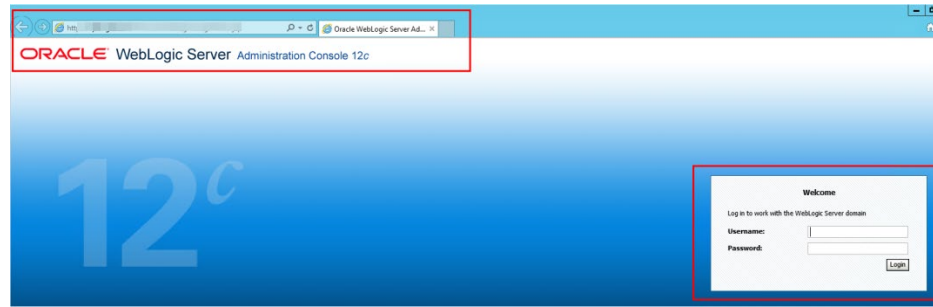 Oracle WebLogic Server Ad...
ORACLE WebLogic Server Administration Console 12c
12c
Welcome
Log in to work with the WebLogic Server domain
Username:
Password:
Login